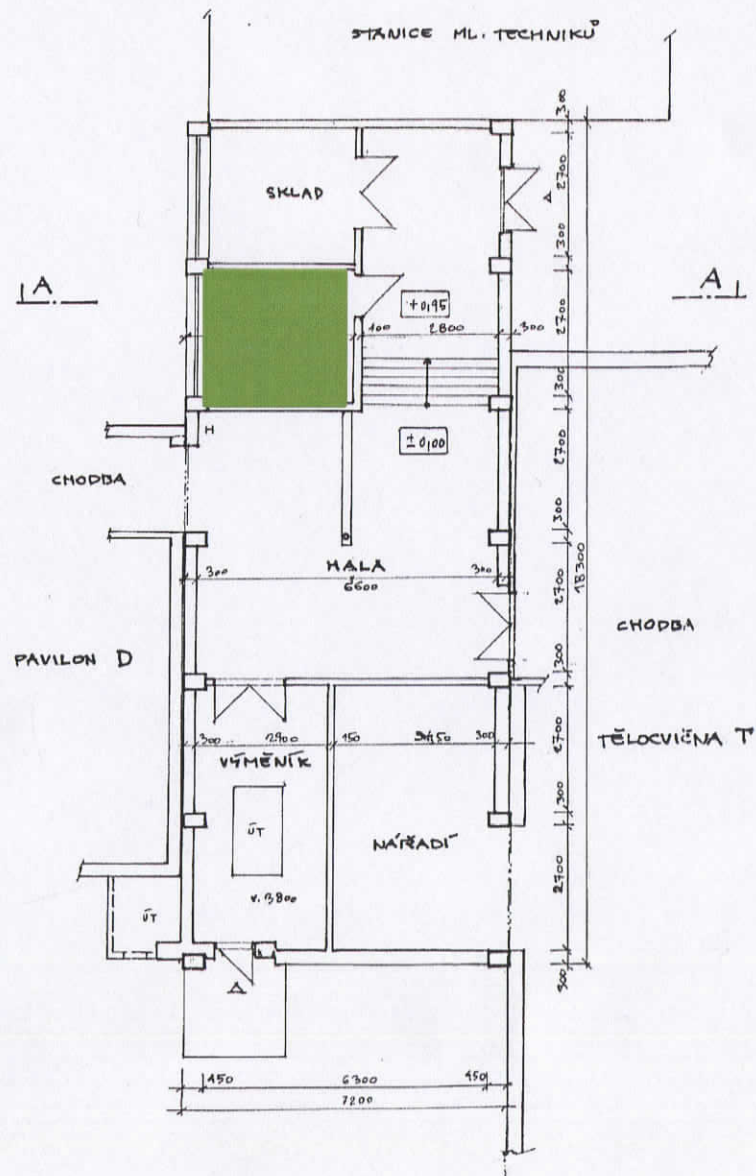 STANICE ML. TECHNIKŮ
300
2700
SKLAD
A
300
A
A
+0,95
2700
100 2800 300
300
±0,00
H
2700
CHODBA
300
HALA
300 300
6600
18300
2700
CHODBA
PAVILON D
300
300 2900 150 300
2700
TĚLOCVIČNA T
VÝMĚNÍK
300
ÚT
NÁŘADÍ
2700
v. 3800
ÚT
A
300
450 6300 450
7200